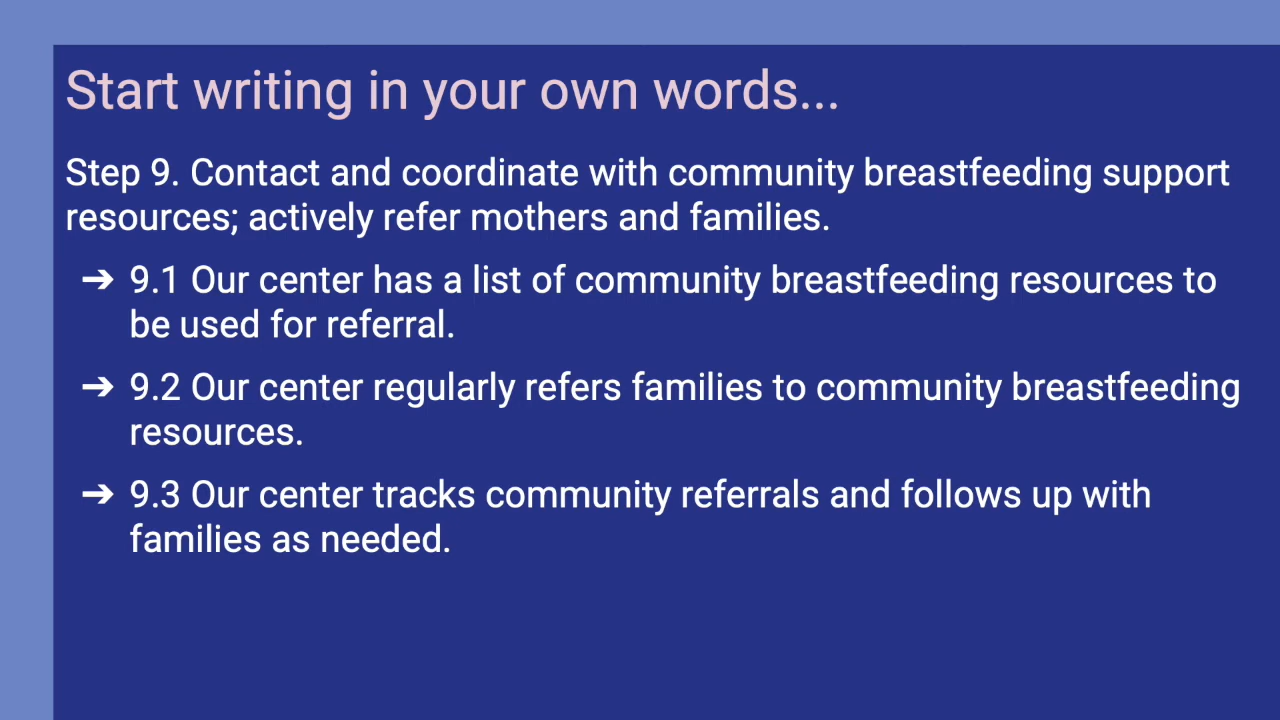 Start writing in your own words...
Step 9. Contact and coordinate with community breastfeeding support
resources; actively refer mothers and families.
➔ 9.1 Our center has a list of community breastfeeding resources to
be used for referral.
➔ 9.2 Our center regularly refers families to community breastfeeding
resources.
➔ 9.3 Our center tracks community referrals and follows up with
families as needed.